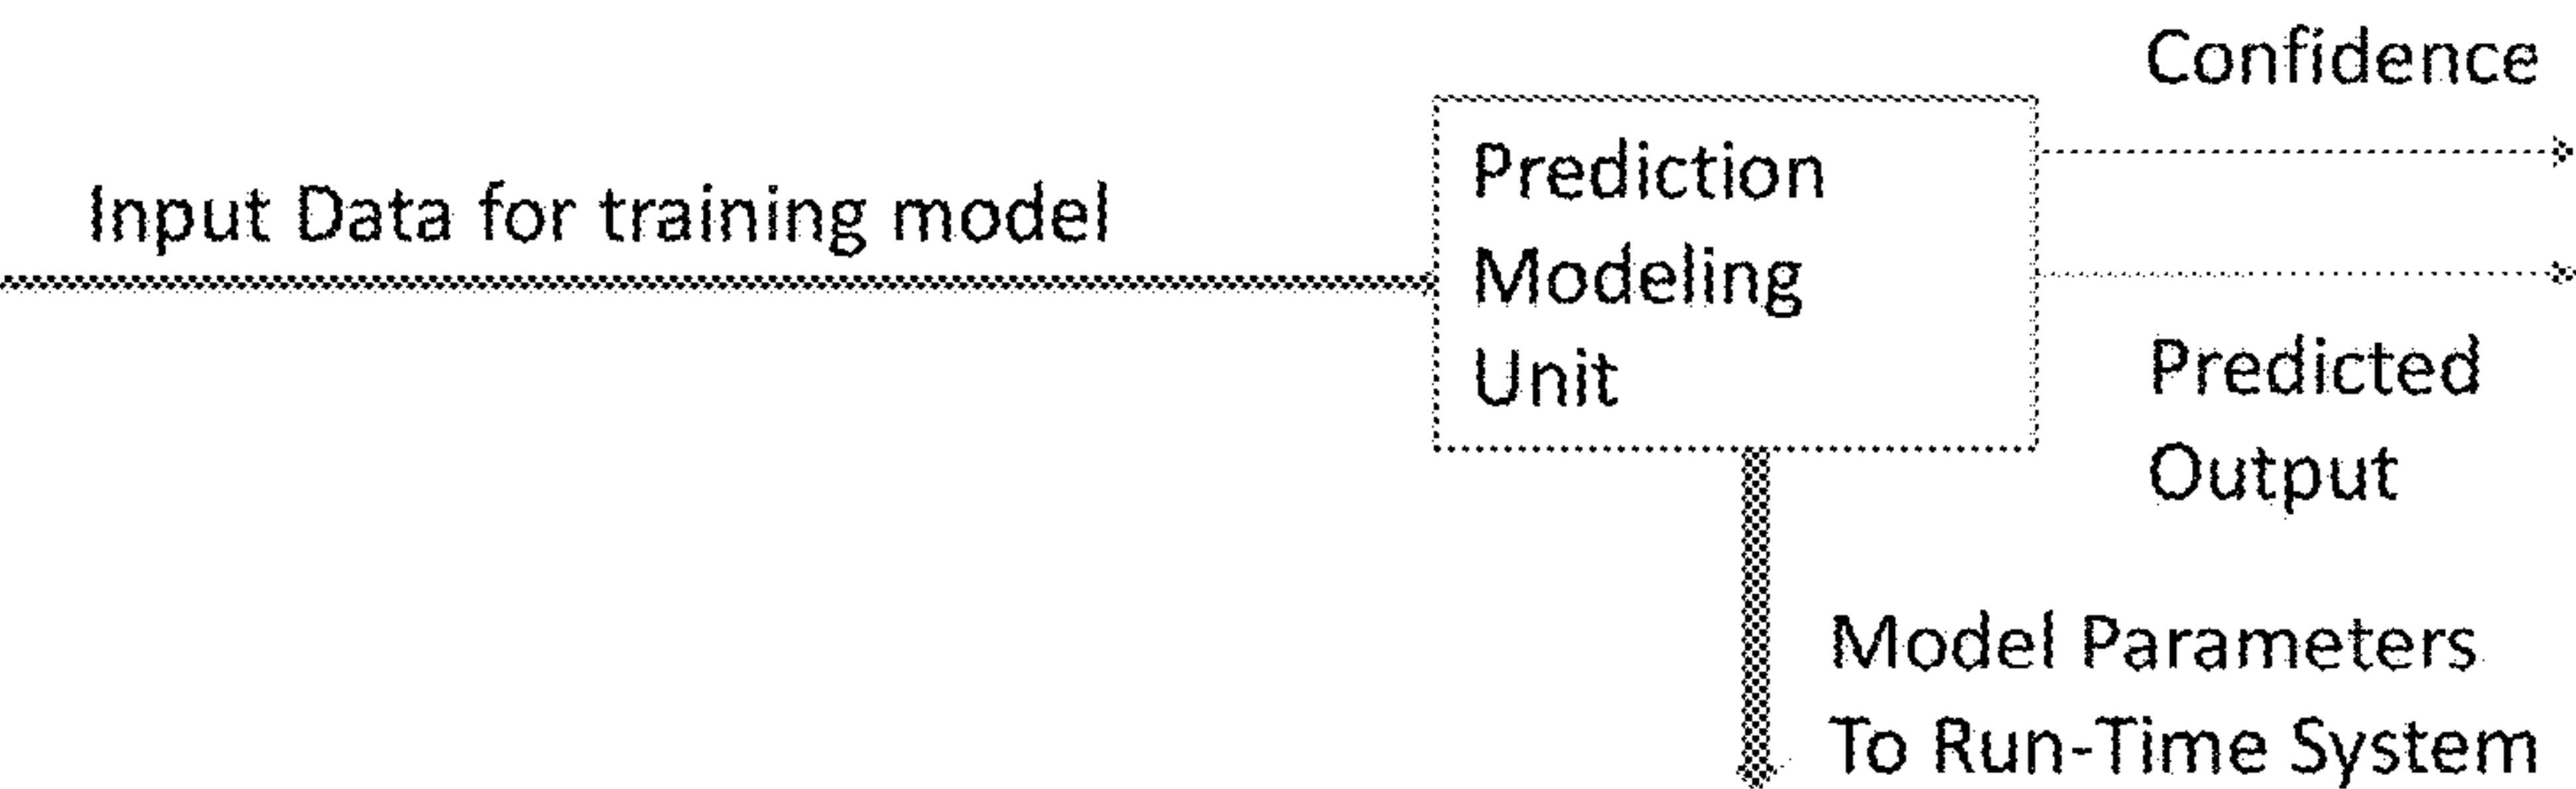 Confidence
Input Data for training model
Prediction
Modeling
Unit
Predicted
Output
Model Parameters
To Run-Time System